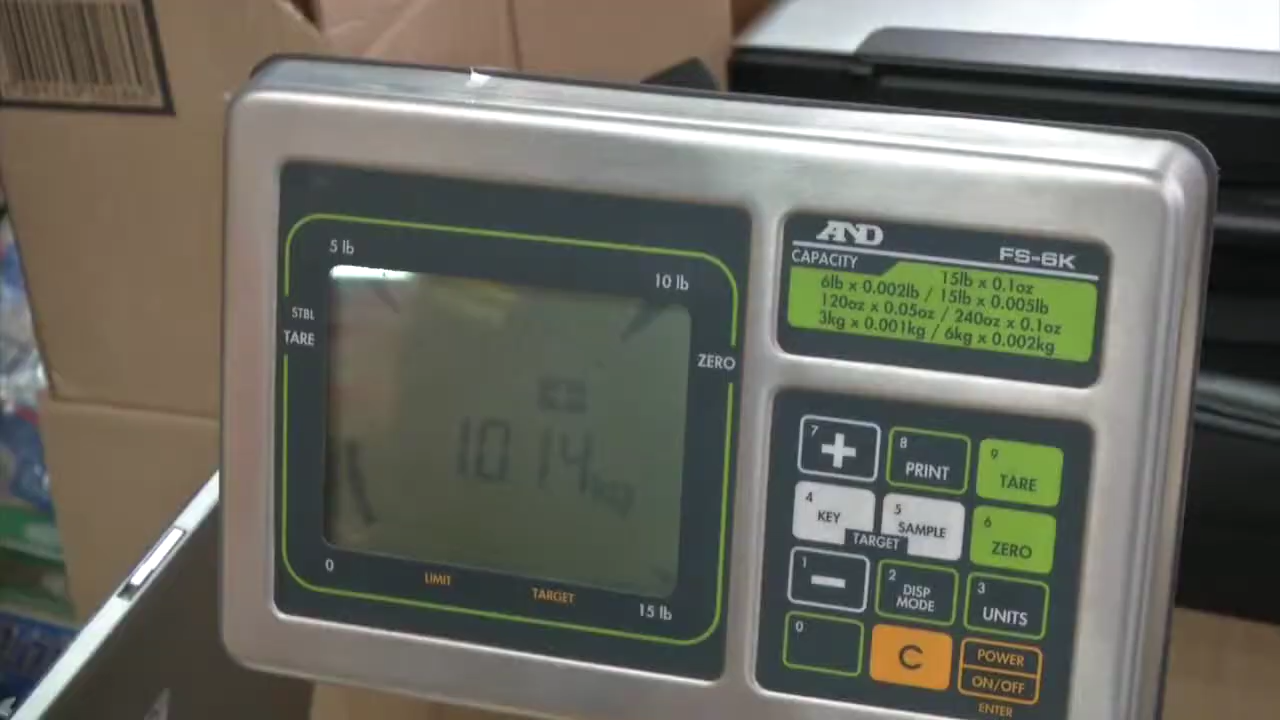 5 lb
10 lb
STBL
TARE
ZERO
1014kg
0
LIMIT
TARGET
15 lb
AND
FS-6K
CAPACITY
15lb x 0.1oz
6lb x 0.002lb / 15lb x 0.005lb
120oz x 0.05oz / 240oz x 0.1oz
3kg x 0.001kg / 6kg x 0.002kg
7 +
8 PRINT
9 TARE
4 KEY
5 SAMPLE
TARGET
6 ZERO
1 −
2 DISP MODE
3 UNITS
0
C
POWER
ON/OFF
ENTER